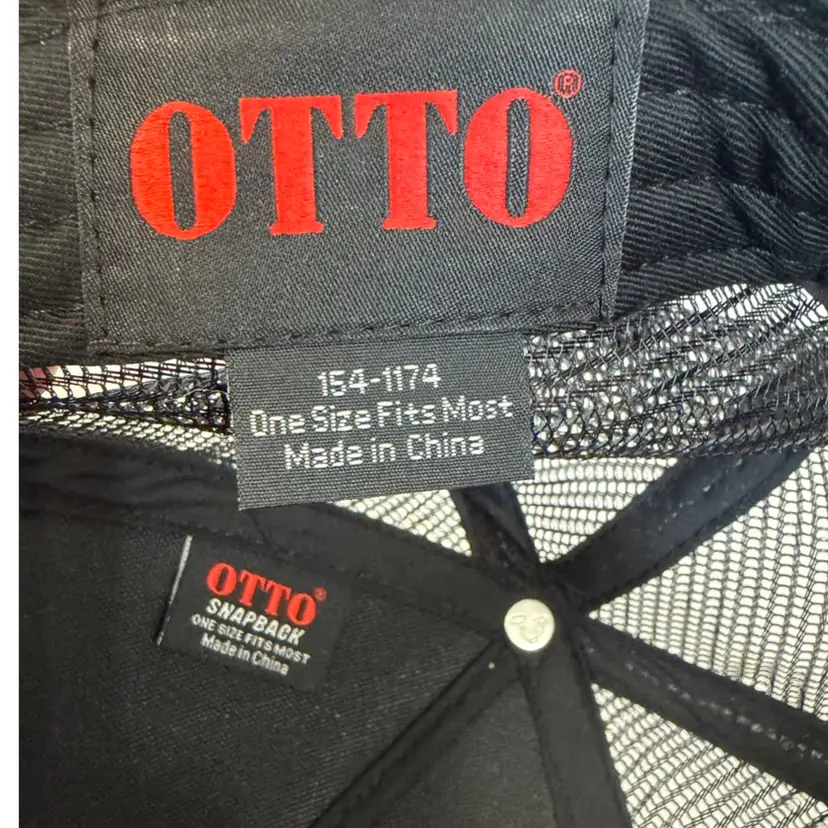 OTTO®
154-1174
One Size Fits Most
Made in China
OTTO®
SNAPBACK
ONE SIZE FITS MOST
Made in China